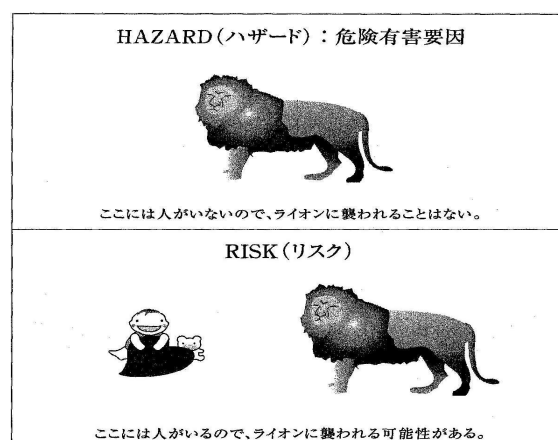 HAZARD(ハザード):危険有害要因
ここには人がいないので、ライオンに襲われることはない。
RISK(リスク)
ここには人がいるので、ライオンに襲われる可能性がある。